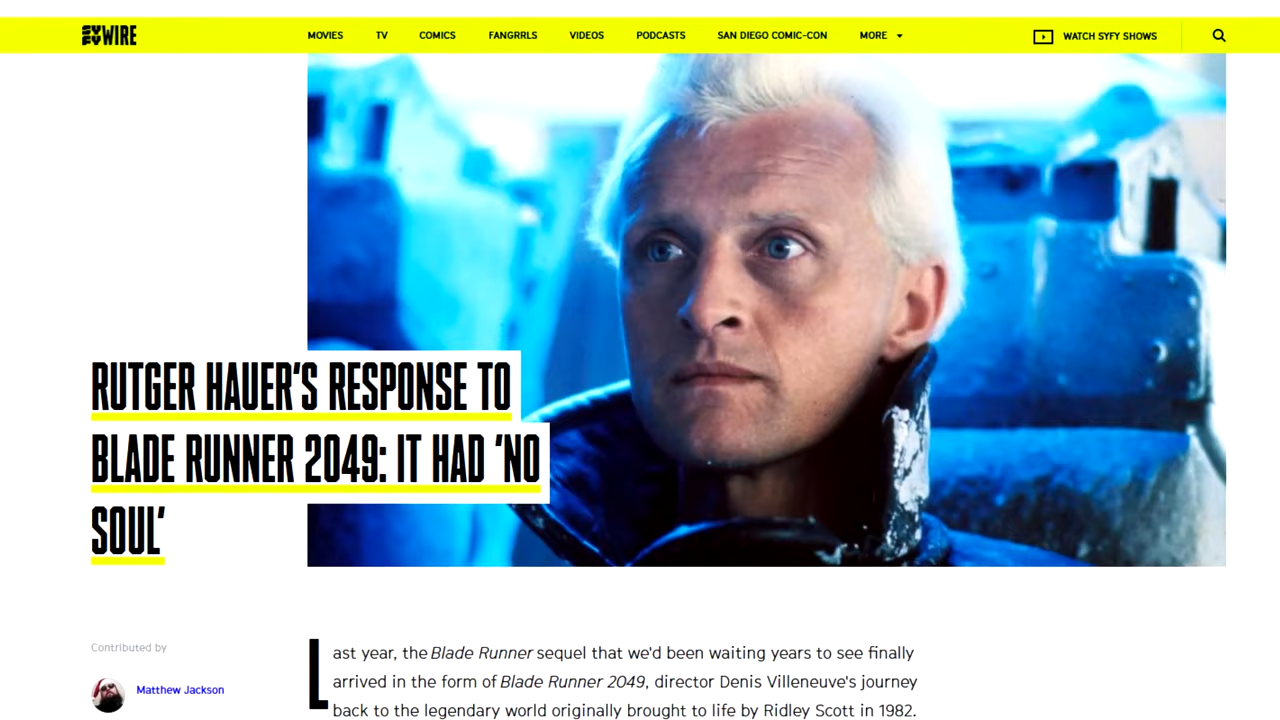 SYFY WIRE
MOVIES TV COMICS FANGRRLS VIDEOS PODCASTS SAN DIEGO COMIC-CON MORE WATCH SYFY SHOWS
RUTGER HAUER'S RESPONSE TO
BLADE RUNNER 2049: IT HAD 'NO
SOUL'
Contributed by
Matthew Jackson
Last year, the Blade Runner sequel that we'd been waiting years to see finally
arrived in the form of Blade Runner 2049, director Denis Villeneuve's journey
back to the legendary world originally brought to life by Ridley Scott in 1982.